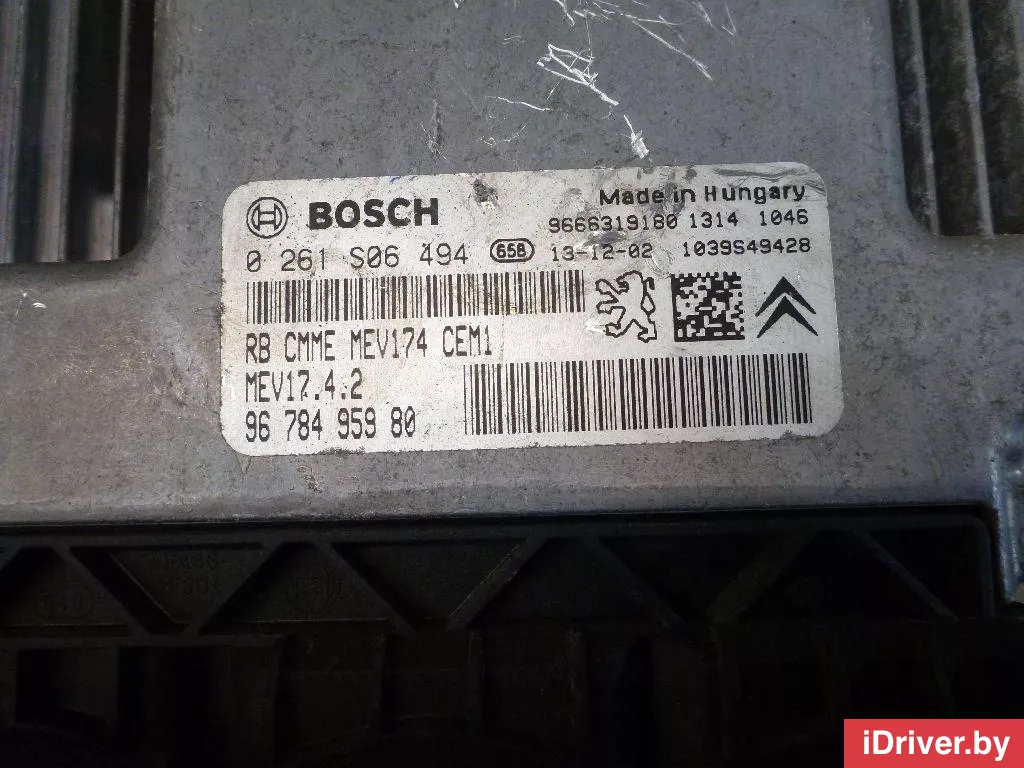 BOSCH
Made in Hungary
9666319180 1314 1046
0 261 S06 494 65B 13-12-02 1039S49428
RB CMME MEV174 CEM1
MEV17.4.2
96 784 959 80
iDriver.by